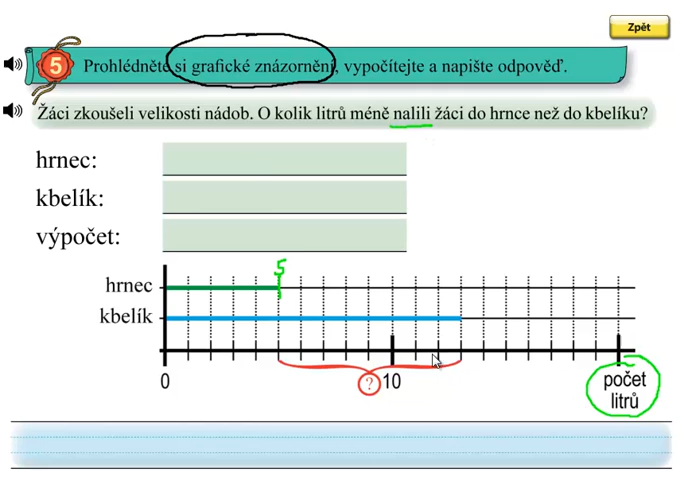 Zpět
5 Prohlédněte si grafické znázornění, vypočítejte a napište odpověď.
Žáci zkoušeli velikosti nádob. O kolik litrů méně nalili žáci do hrnce než do kbelíku?
hrnec:
kbelík:
výpočet:
5
hrnec
kbelík
0 ? 10 počet
litrů